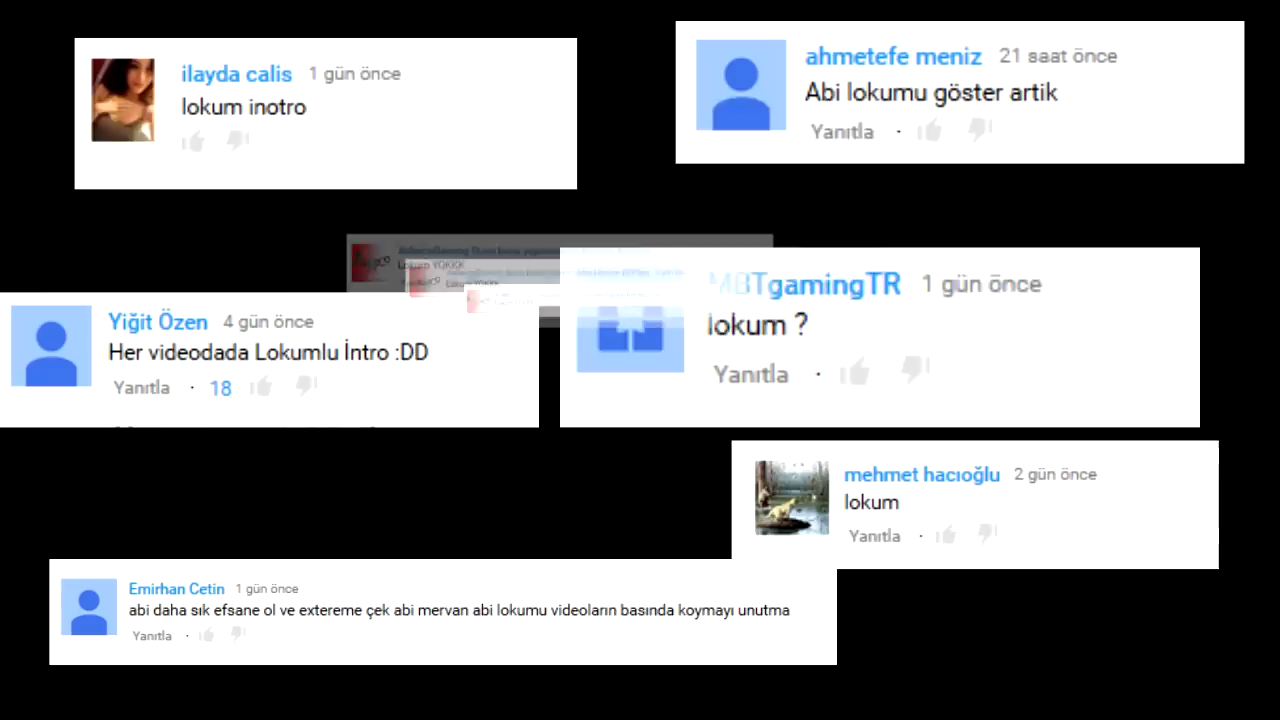 ilayda calis 1 gün önce
lokum inotro
ahmetefe meniz 21 saat önce
Abi lokumu göster artik
Yanıtla ·
Yiğit Özen 4 gün önce
Her videodada Lokumlu İntro :DD
Yanıtla · 18
MBTgamingTR 1 gün önce
lokum ?
Yanıtla ·
mehmet hacıoğlu 2 gün önce
lokum
Yanıtla ·
Emirhan Cetin 1 gün önce
abi daha sık efsane ol ve extereme çek abi mervan abi lokumu videoların basında koymayı unutma
Yanıtla ·